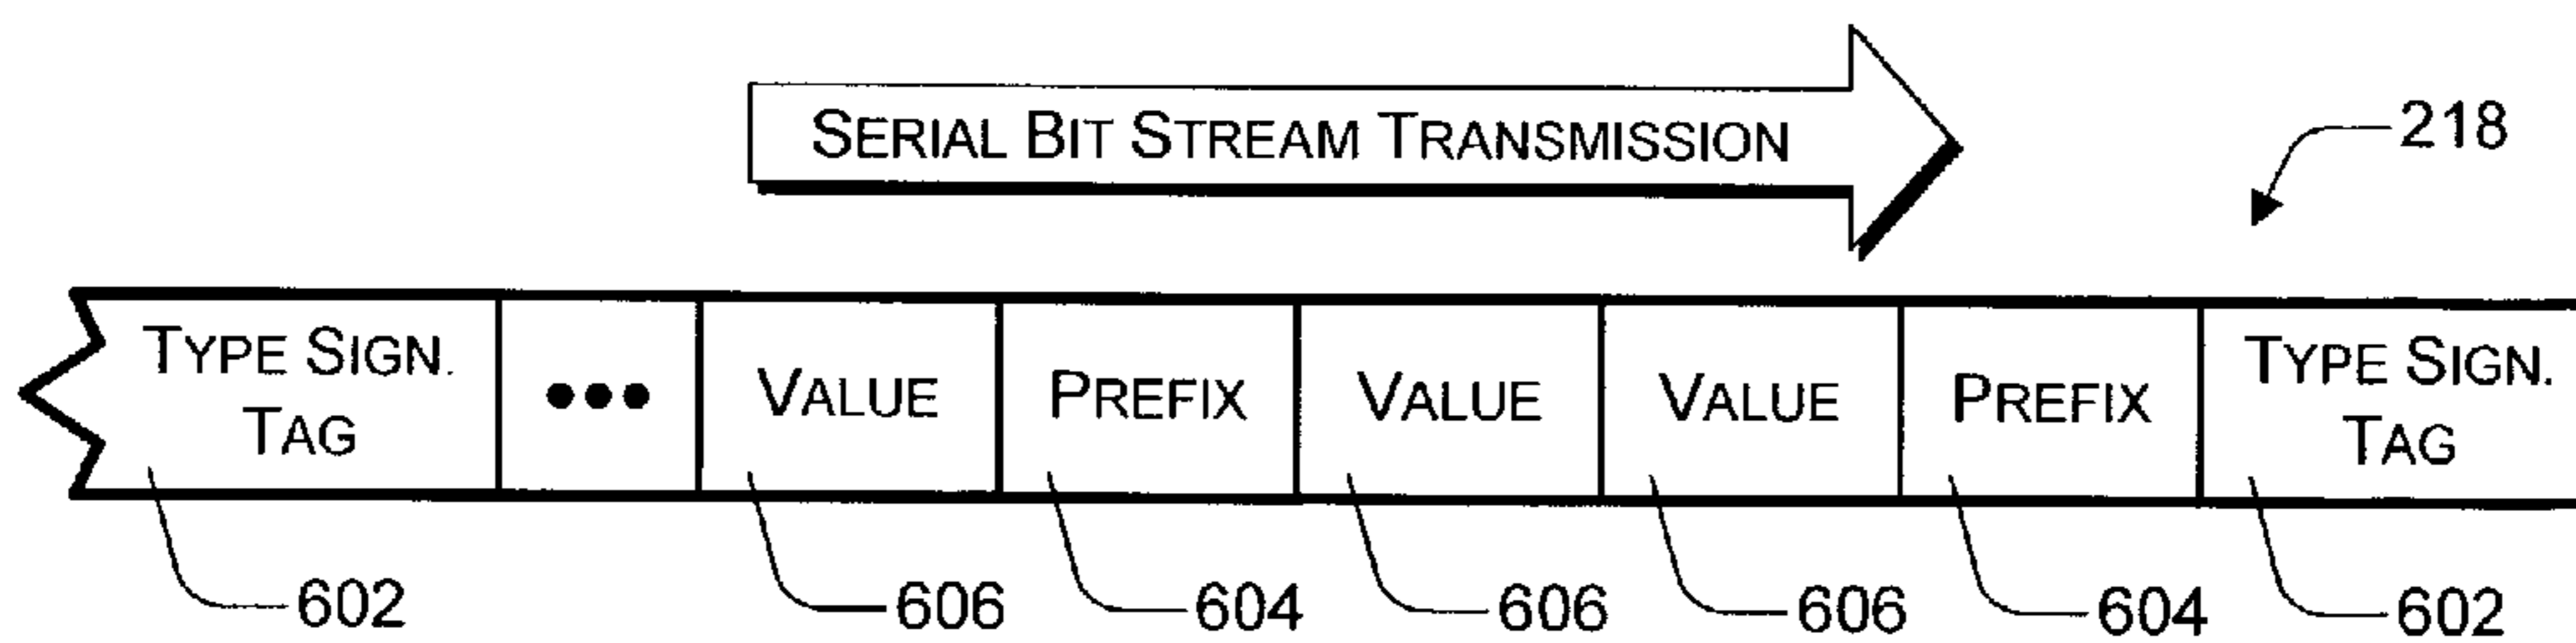 SERIAL BIT STREAM TRANSMISSION
218
TYPE SIGN.
TAG
•••
VALUE
PREFIX
VALUE
VALUE
PREFIX
TYPE SIGN.
TAG
602
606
604
606
606
604
602